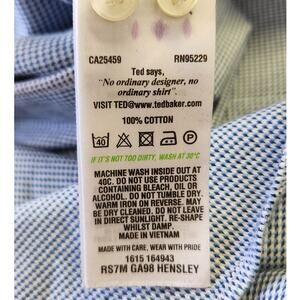 CA25459 RN95229
Ted says,
"No ordinary designer, no
ordinary shirt".
VISIT TED@www.tedbaker.com
100% COTTON
40
IF IT'S NOT TOO DIRTY, WASH AT 30°C
MACHINE WASH INSIDE OUT AT
40C. DO NOT USE PRODUCTS
CONTAINING BLEACH, OIL OR
ALCOHOL. DO NOT TUMBLE DRY.
WARM IRON ON REVERSE. MAY
BE DRY CLEANED. DO NOT LEAVE
IN DIRECT SUNLIGHT. RE-SHAPE
WHILST DAMP.
MADE IN VIETNAM
MADE WITH CARE, WEAR WITH PRIDE
1615 164943
RS7M GA98 HENSLEY